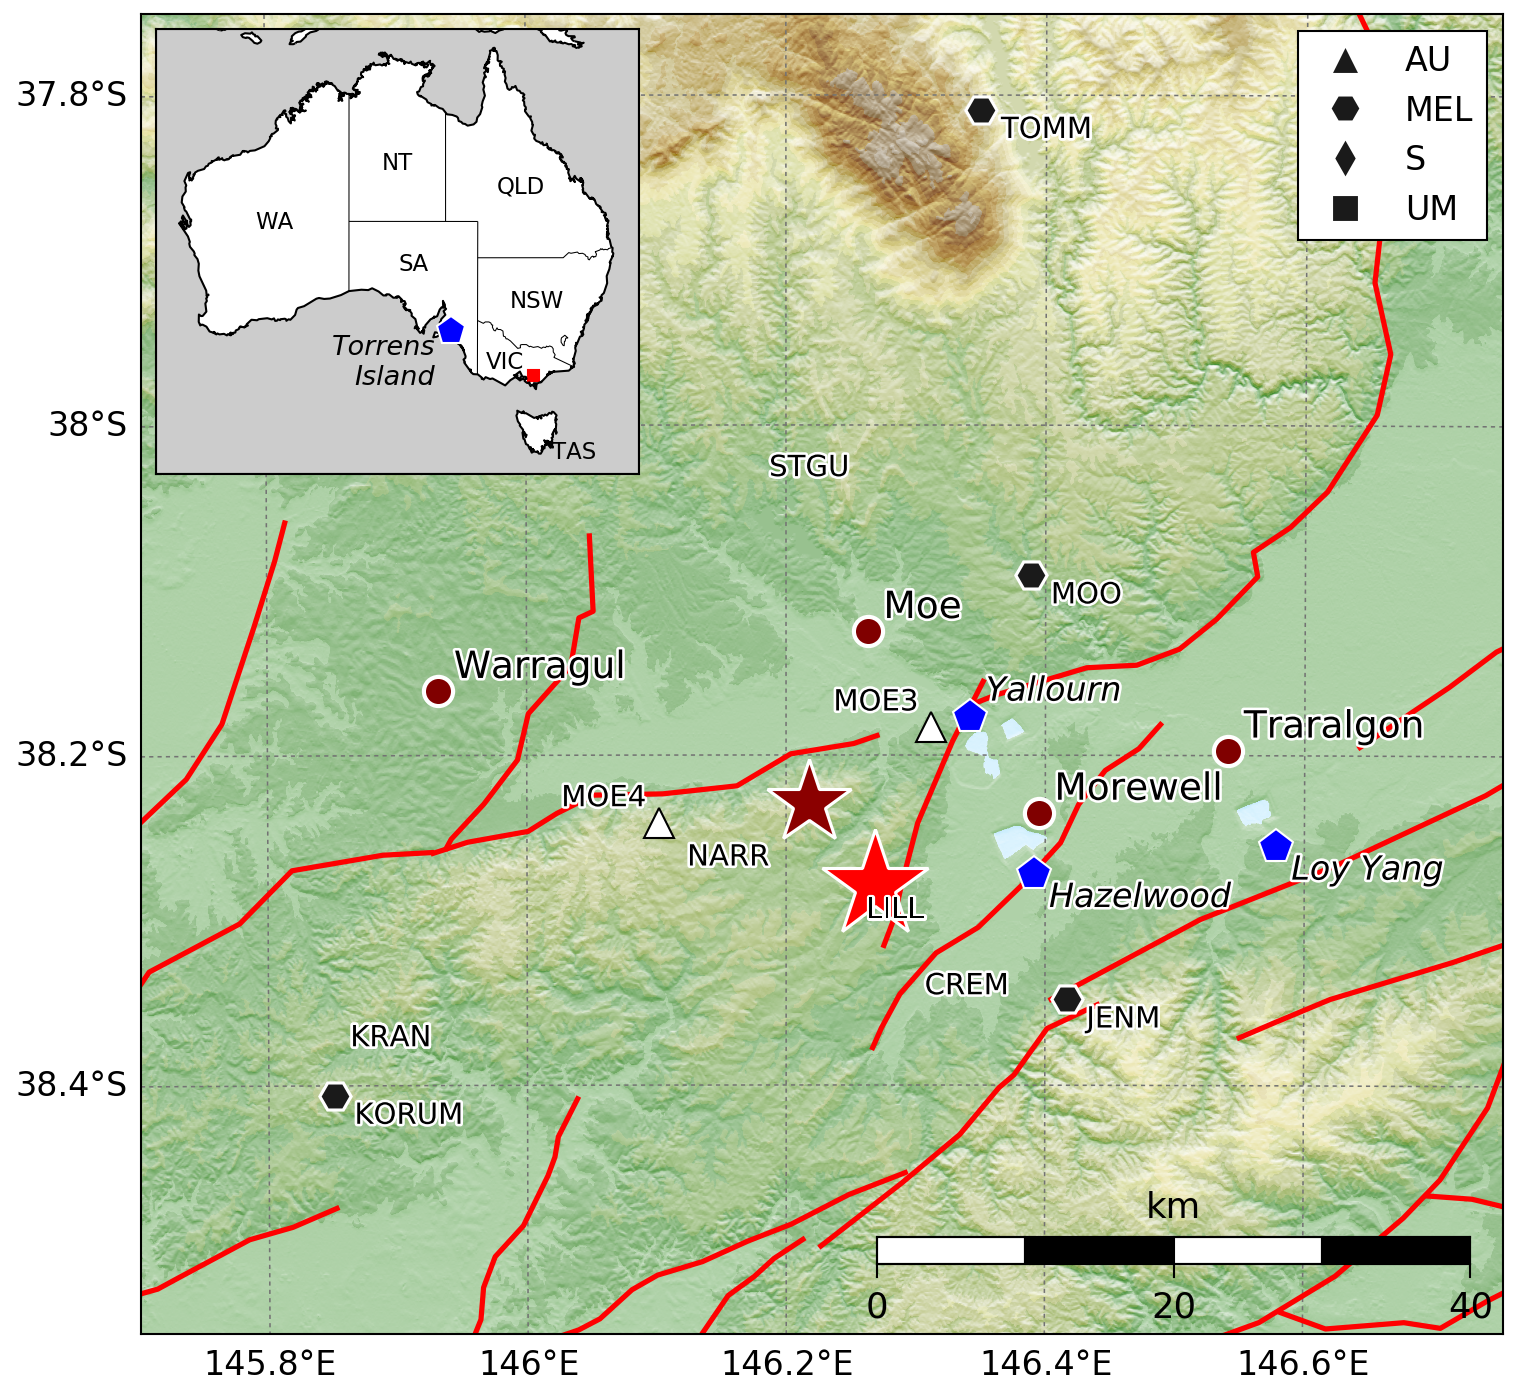 37.8°S
38°S
38.2°S
38.4°S
145.8°E
146°E
146.2°E
146.4°E
146.6°E
WA
NT
QLD
SA
NSW
VIC
TAS
Torrens
Island
AU
MEL
S
UM
TOMM
STGU
MOO
Moe
Warragul
MOE3
Yallourn
Traralgon
MOE4
Morewell
NARR
Loy Yang
Hazelwood
LILL
CREM
JENM
KRAN
KORUM
km
0
20
40